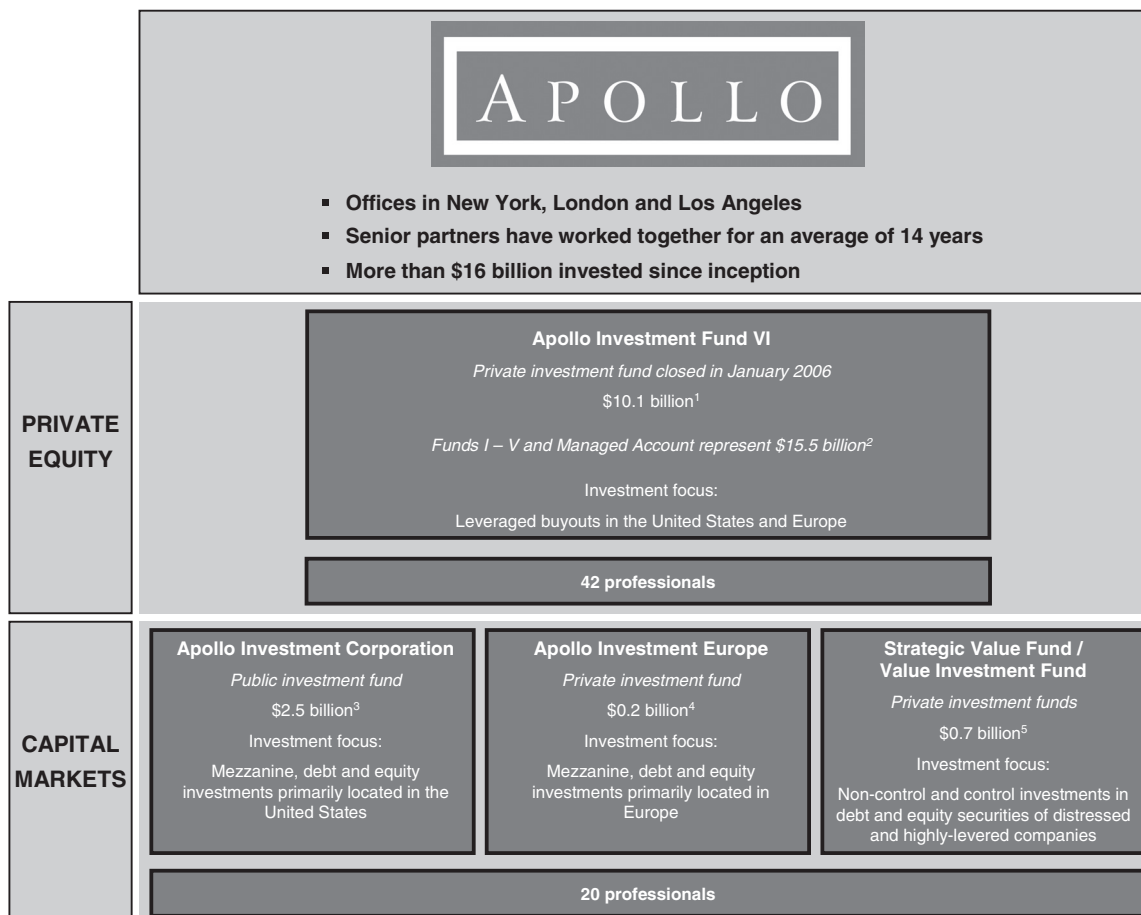 APOLLO
▪ Offices in New York, London and Los Angeles
▪ Senior partners have worked together for an average of 14 years
▪ More than $16 billion invested since inception
PRIVATE
EQUITY
Apollo Investment Fund VI
Private investment fund closed in January 2006
$10.1 billion¹
Funds I – V and Managed Account represent $15.5 billion²
Investment focus:
Leveraged buyouts in the United States and Europe
42 professionals
CAPITAL
MARKETS
Apollo Investment Corporation
Public investment fund
$2.5 billion³
Investment focus:
Mezzanine, debt and equity
investments primarily located in the
United States
Apollo Investment Europe
Private investment fund
$0.2 billion⁴
Investment focus:
Mezzanine, debt and equity
investments primarily located in
Europe
Strategic Value Fund /
Value Investment Fund
Private investment funds
$0.7 billion⁵
Investment focus:
Non-control and control investments in
debt and equity securities of distressed
and highly-levered companies
20 professionals